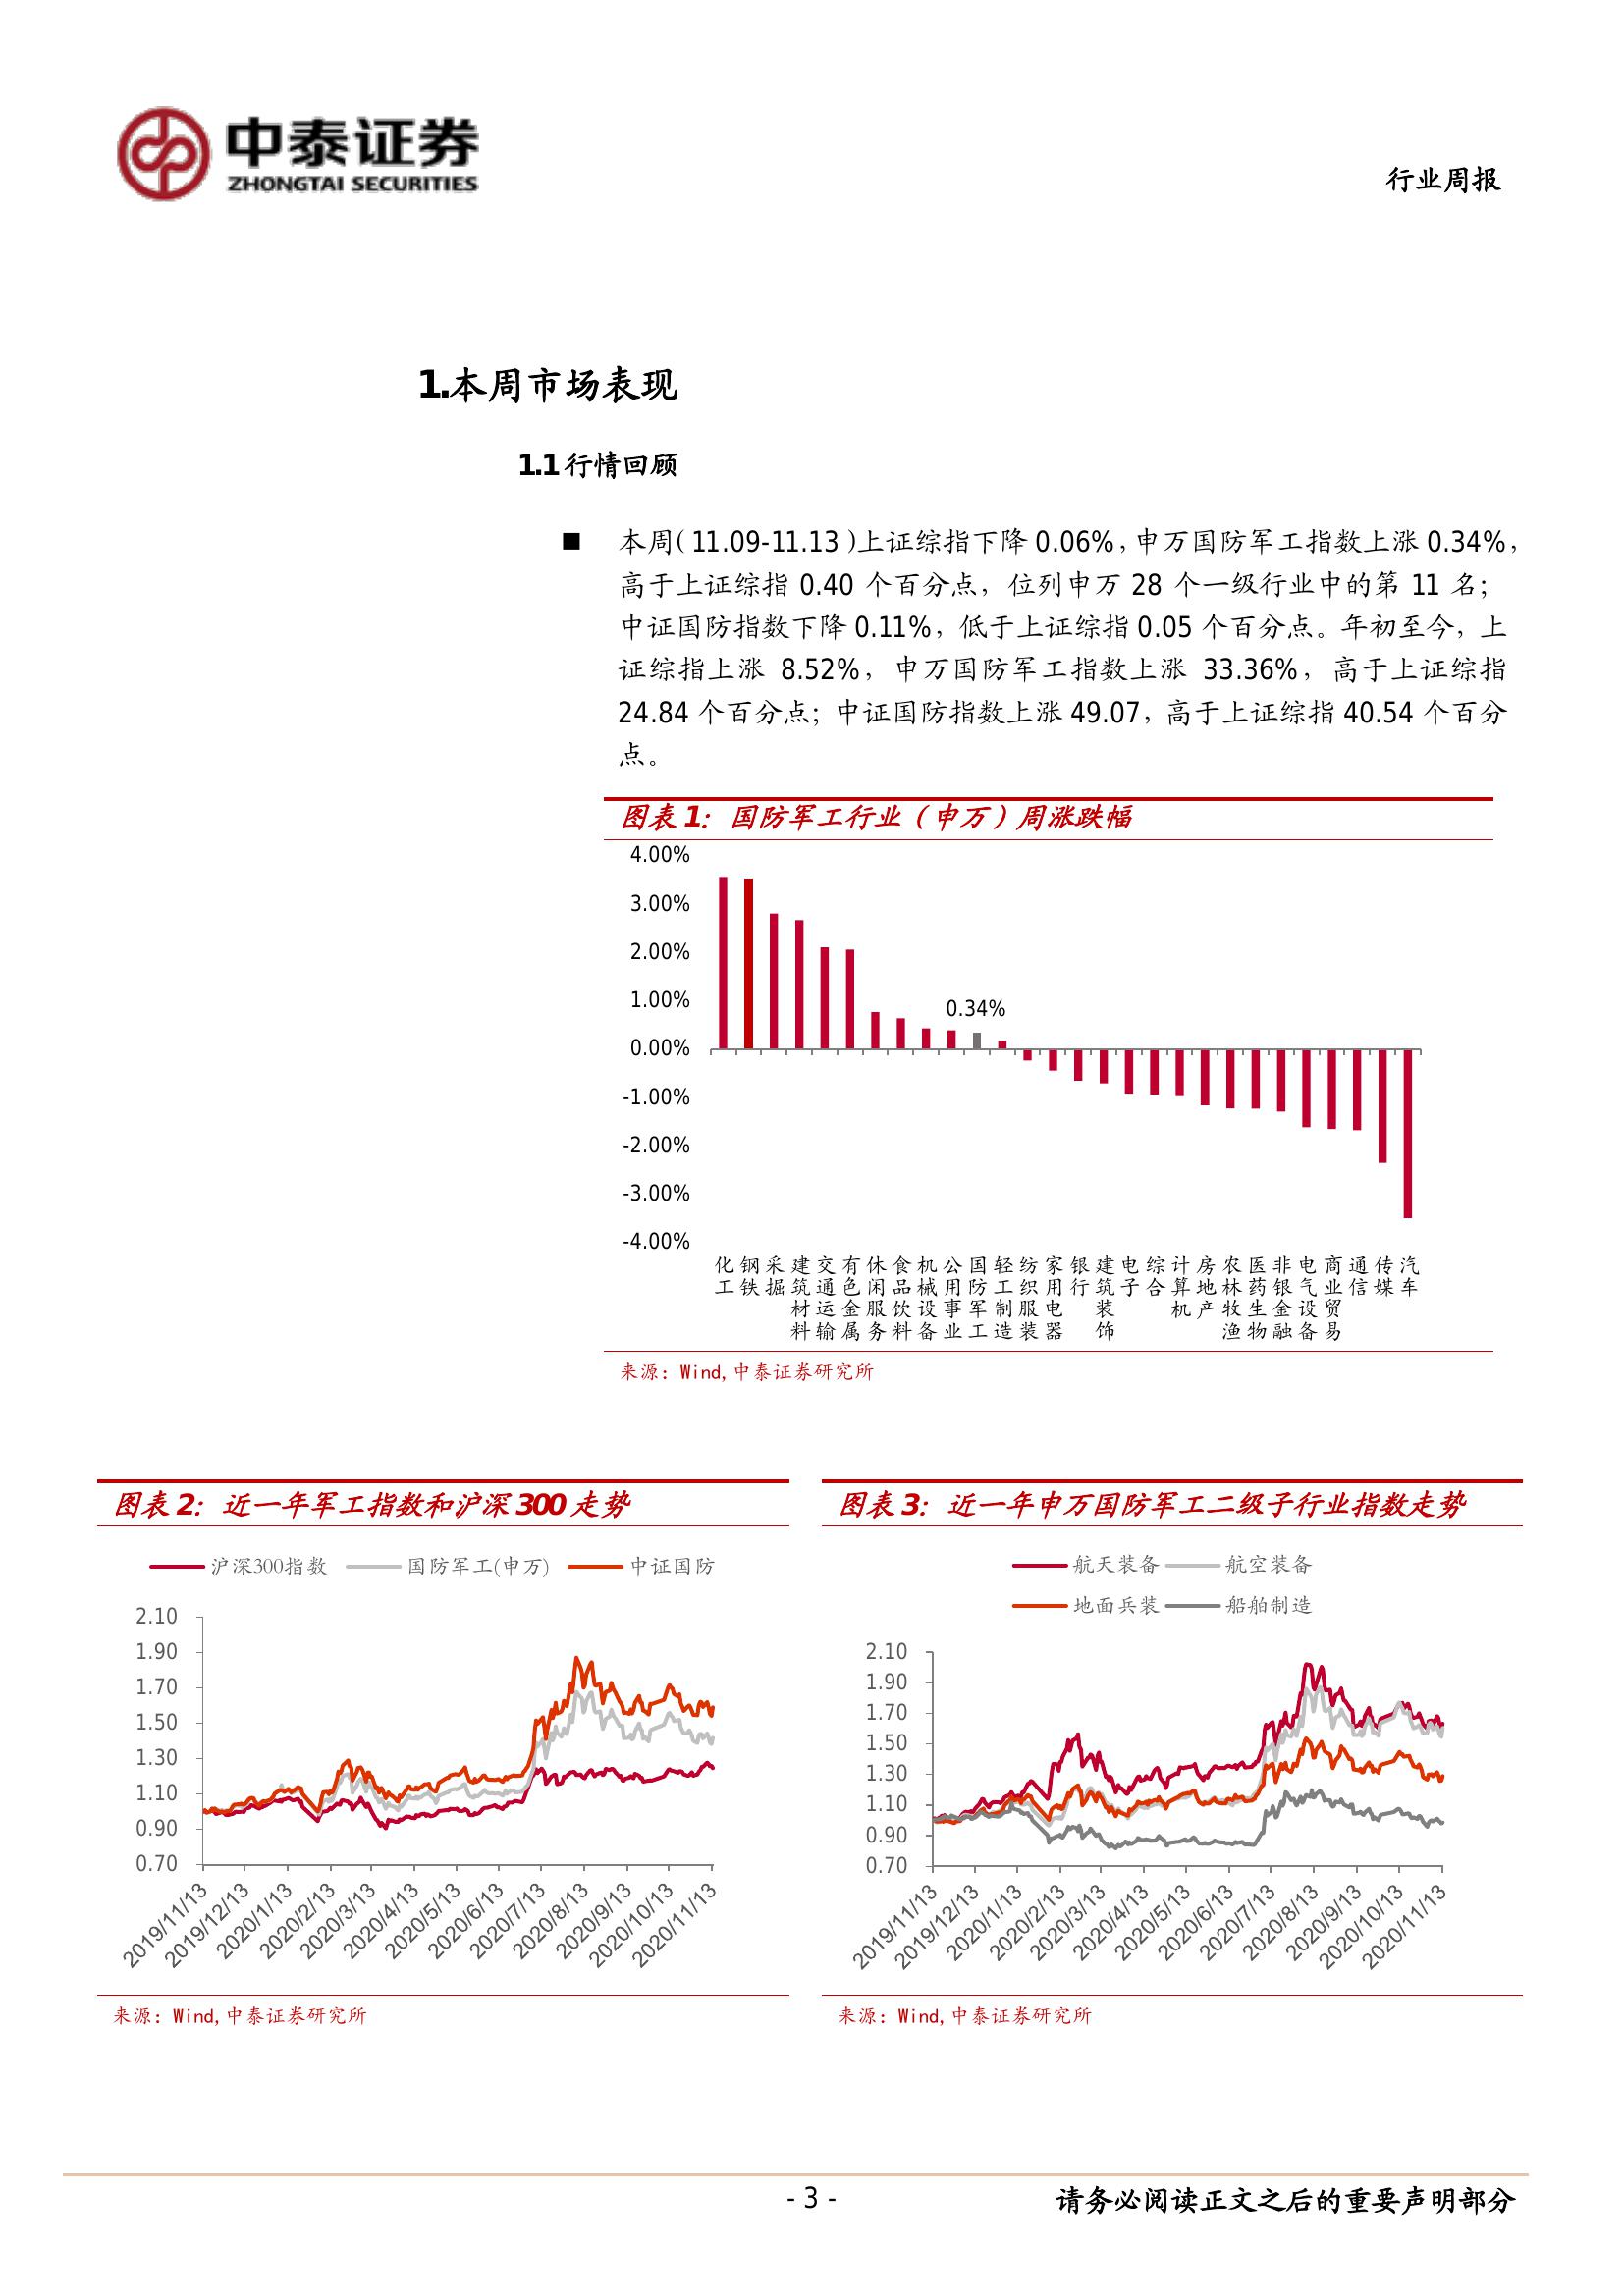 中泰证券
ZHONGTAI SECURITIES
行业周报
1.本周市场表现
1.1 行情回顾
■ 本周（11.09-11.13）上证综指下降 0.06%，申万国防军工指数上涨 0.34%，
高于上证综指 0.40 个百分点，位列申万 28 个一级行业中的第 11 名；
中证国防指数下降 0.11%，低于上证综指 0.05 个百分点。年初至今，上
证综指上涨 8.52%，申万国防军工指数上涨 33.36%，高于上证综指
24.84 个百分点；中证国防指数上涨 49.07，高于上证综指 40.54 个百分
点。
图表 1：国防军工行业（申万）周涨跌幅
4.00%
3.00%
2.00%
1.00%
0.00%
-1.00%
-2.00%
-3.00%
-4.00%
0.34%
化工
钢铁
采掘
建筑材料
交通运输
有色金属
休闲服务
食品饮料
机械设备
公用事业
国防军工
轻工制造
纺织服装
家用电器
银行
建筑装饰
电子
综合
计算机
房地产
农林牧渔
医药生物
非银金融
电气设备
商业贸易
通信
传媒
汽车
来源：Wind,中泰证券研究所
图表 2：近一年军工指数和沪深 300 走势
沪深300指数 国防军工(申万) 中证国防
2.10
1.90
1.70
1.50
1.30
1.10
0.90
0.70
2019/11/13
2019/12/13
2020/1/13
2020/2/13
2020/3/13
2020/4/13
2020/5/13
2020/6/13
2020/7/13
2020/8/13
2020/9/13
2020/10/13
2020/11/13
来源：Wind,中泰证券研究所
图表 3：近一年申万国防军工二级子行业指数走势
航天装备 航空装备
地面兵装 船舶制造
2.10
1.90
1.70
1.50
1.30
1.10
0.90
0.70
2019/11/13
2019/12/13
2020/1/13
2020/2/13
2020/3/13
2020/4/13
2020/5/13
2020/6/13
2020/7/13
2020/8/13
2020/9/13
2020/10/13
2020/11/13
来源：Wind,中泰证券研究所
- 3 -
请务必阅读正文之后的重要声明部分